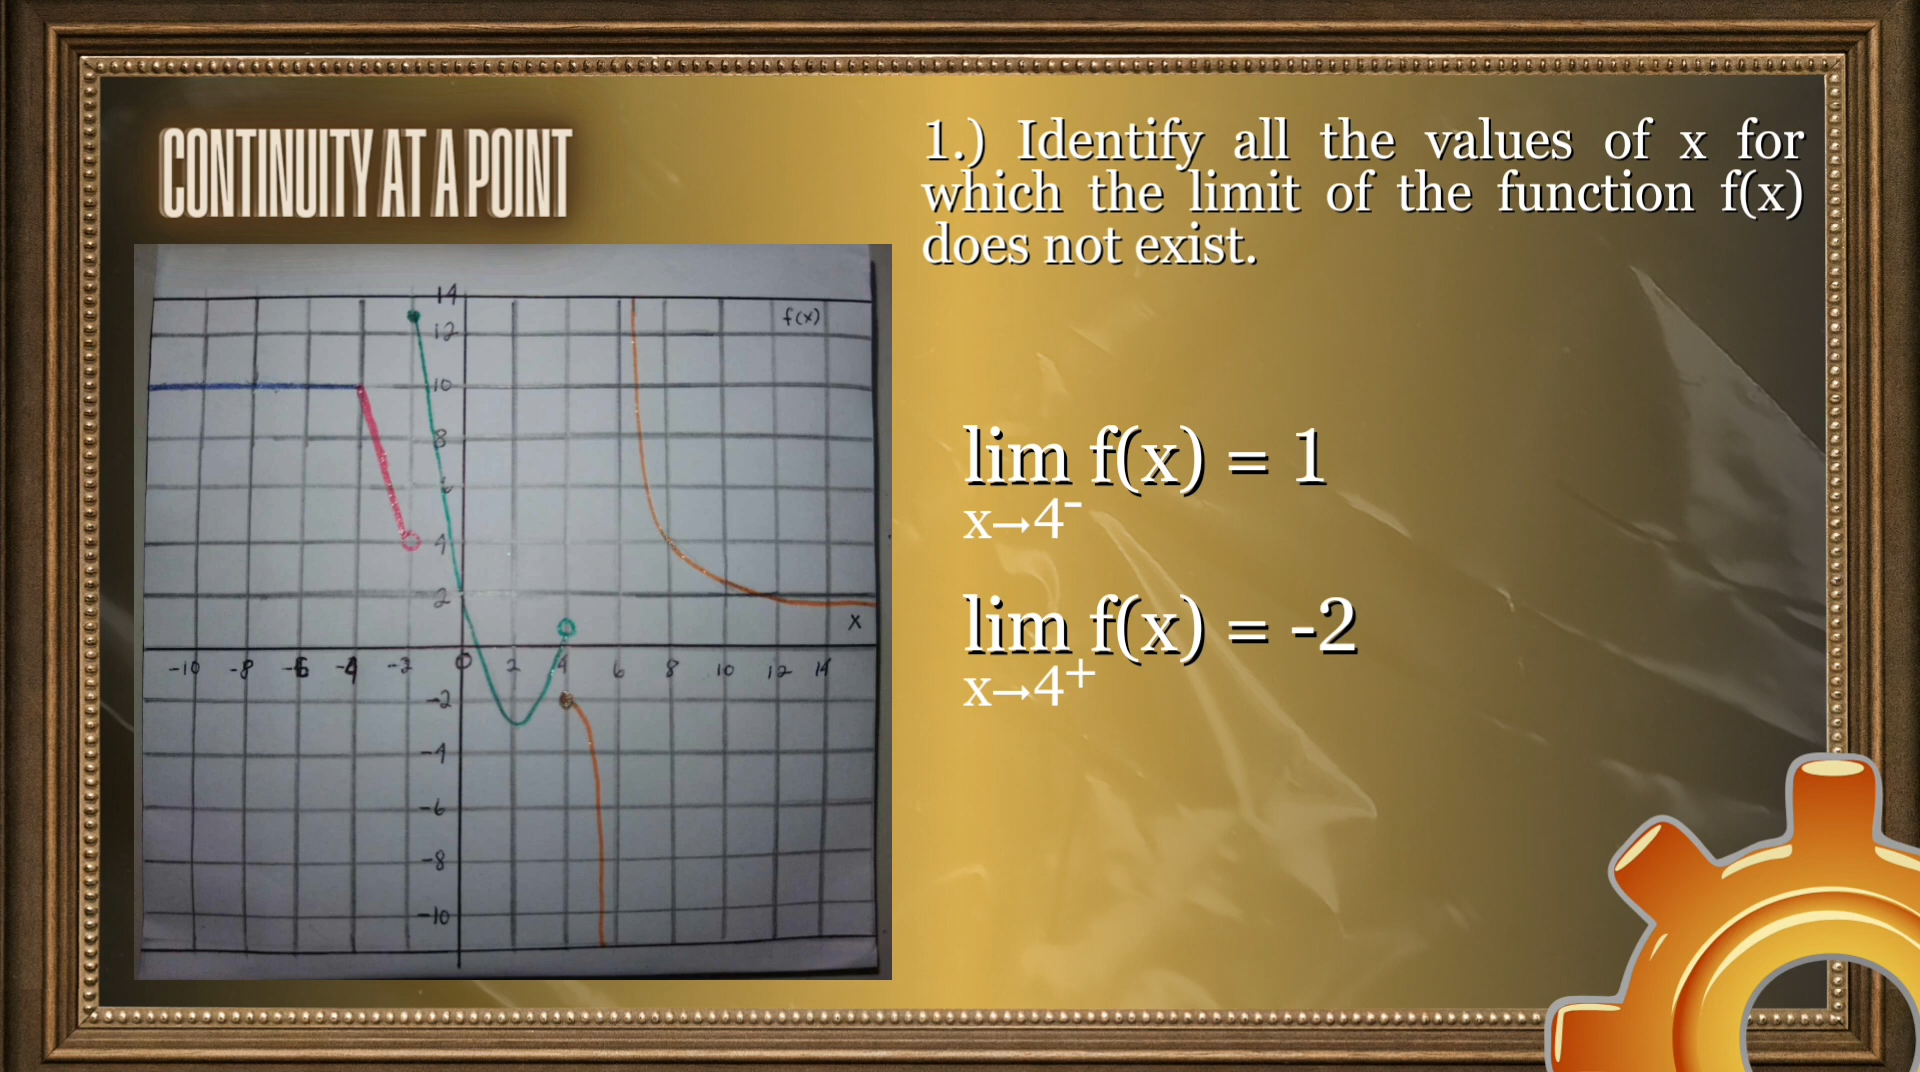 CONTINUITY AT A POINT
1.) Identify all the values of x for
which the limit of the function f(x)
does not exist.
14
f(x)
12
10
8
6
4
2
x
-10 -8 -6 -4 -2 0 2 4 6 8 10 12 14
-2
-4
-6
-8
-10
lim f(x) = 1
x→4⁻
lim f(x) = -2
x→4⁺